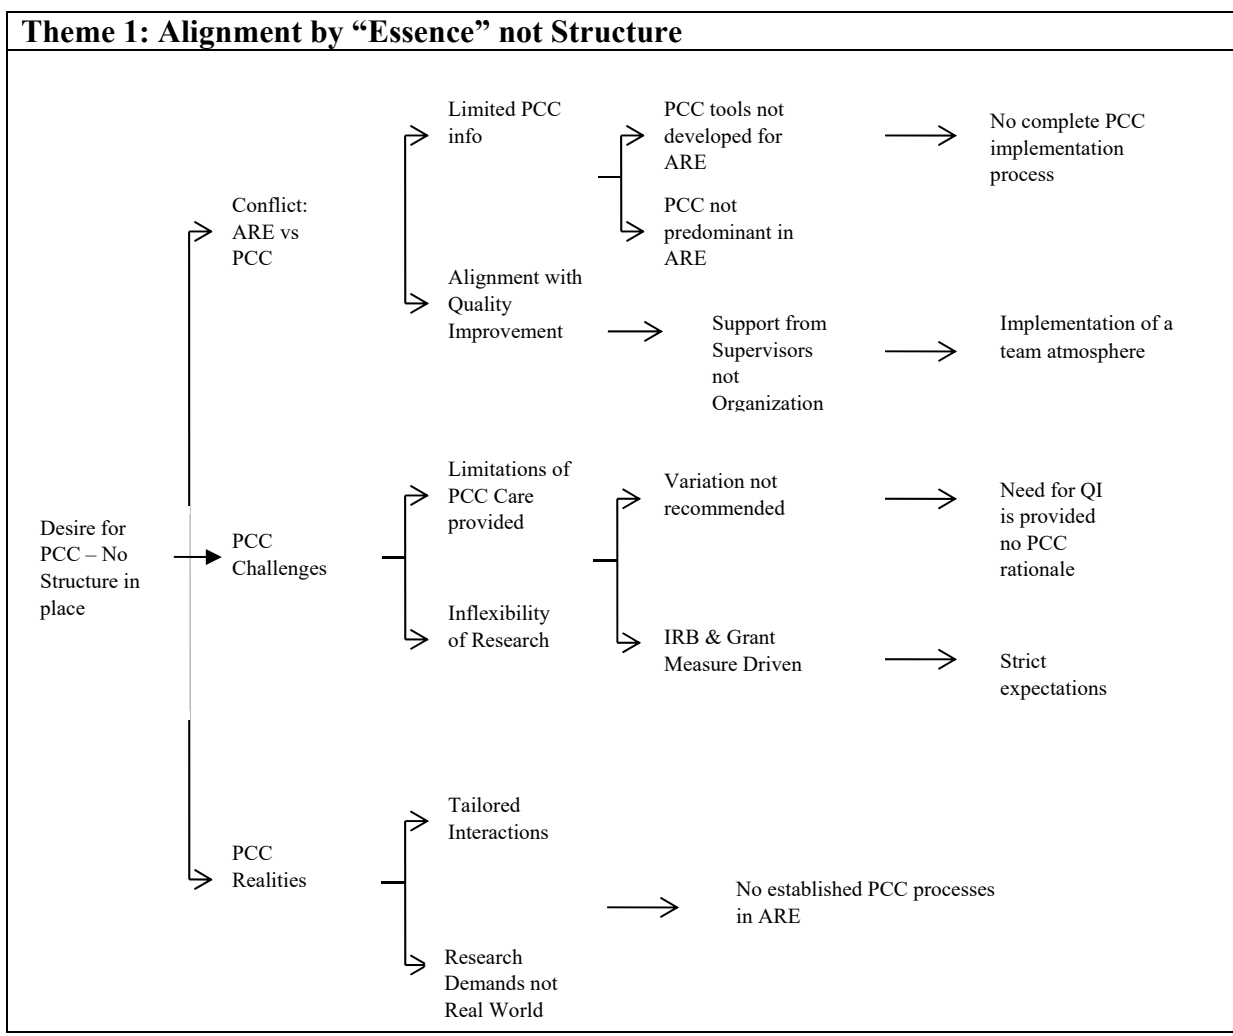 Theme 1: Alignment by “Essence” not Structure
Limited PCC
info
PCC tools not
developed for
ARE
No complete PCC
implementation
process
Conflict:
ARE vs
PCC
PCC not
predominant in
ARE
Alignment with
Quality
Improvement
Support from
Supervisors
not
Organization
Implementation of a
team atmosphere
Desire for
PCC – No
Structure in
place
PCC
Challenges
Limitations of
PCC Care
provided
Variation not
recommended
Need for QI
is provided
no PCC
rationale
Inflexibility
of Research
IRB & Grant
Measure Driven
Strict
expectations
PCC
Realities
Tailored
Interactions
No established PCC processes
in ARE
Research
Demands not
Real World